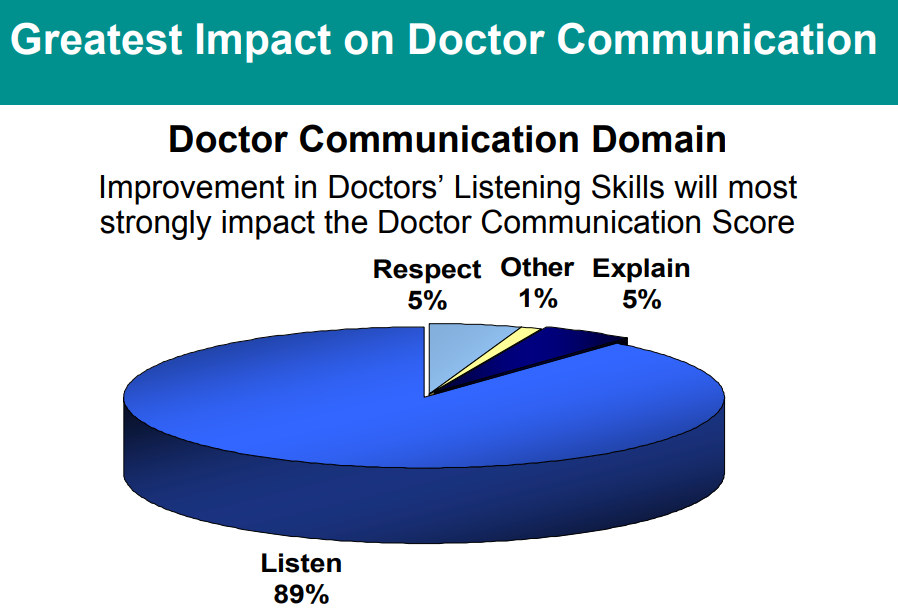 Greatest Impact on Doctor Communication
Doctor Communication Domain
Improvement in Doctors’ Listening Skills will most
strongly impact the Doctor Communication Score
Respect
5%
Other
1%
Explain
5%
Listen
89%